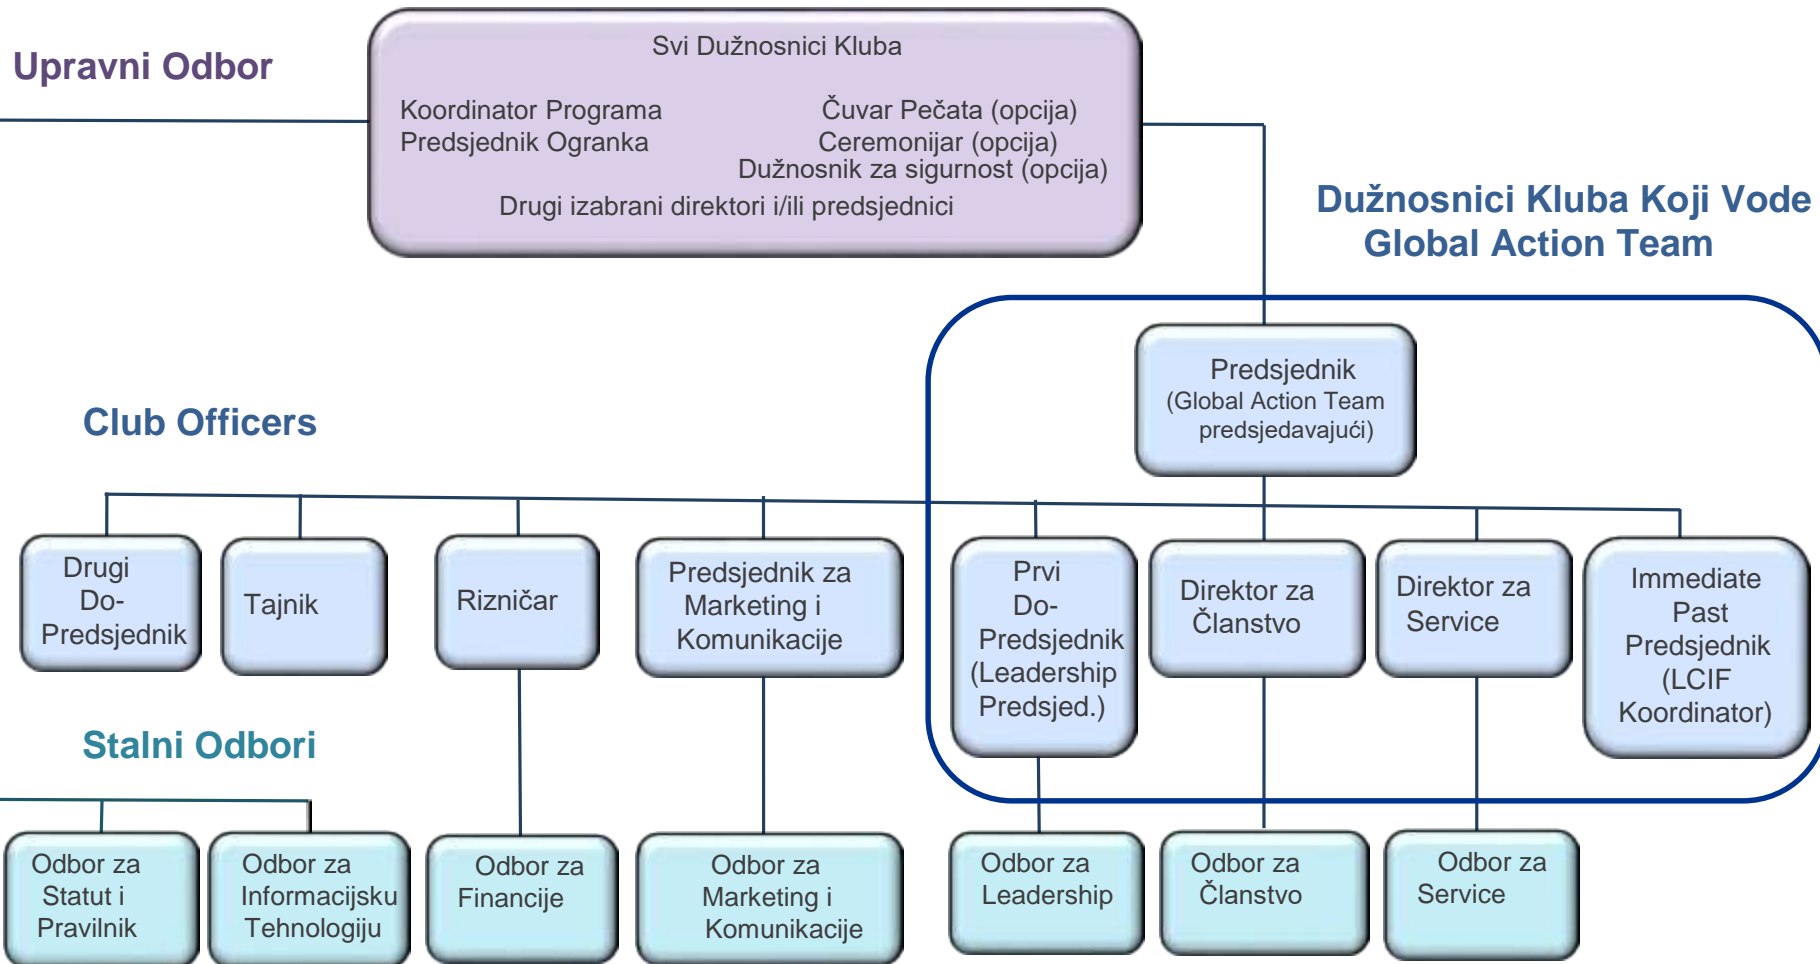 Upravni Odbor
Svi Dužnosnici Kluba
Koordinator Programa
Predsjednik Ogranka
Čuvar Pečata (opcija)
Ceremonijar (opcija)
Dužnosnik za sigurnost (opcija)
Drugi izabrani direktori i/ili predsjednici
Dužnosnici Kluba Koji Vode
Global Action Team
Predsjednik
(Global Action Team
predsjedavajući)
Club Officers
Drugi
Do-
Predsjednik
Tajnik
Rizničar
Predsjednik za
Marketing i
Komunikacije
Prvi
Do-
Predsjednik
(Leadership
Predsjed.)
Direktor za
Članstvo
Direktor za
Service
Immediate
Past
Predsjednik
(LCIF
Koordinator)
Stalni Odbori
Odbor za
Statut i
Pravilnik
Odbor za
Informacijsku
Tehnologiju
Odbor za
Financije
Odbor za
Marketing i
Komunikacije
Odbor za
Leadership
Odbor za
Članstvo
Odbor za
Service